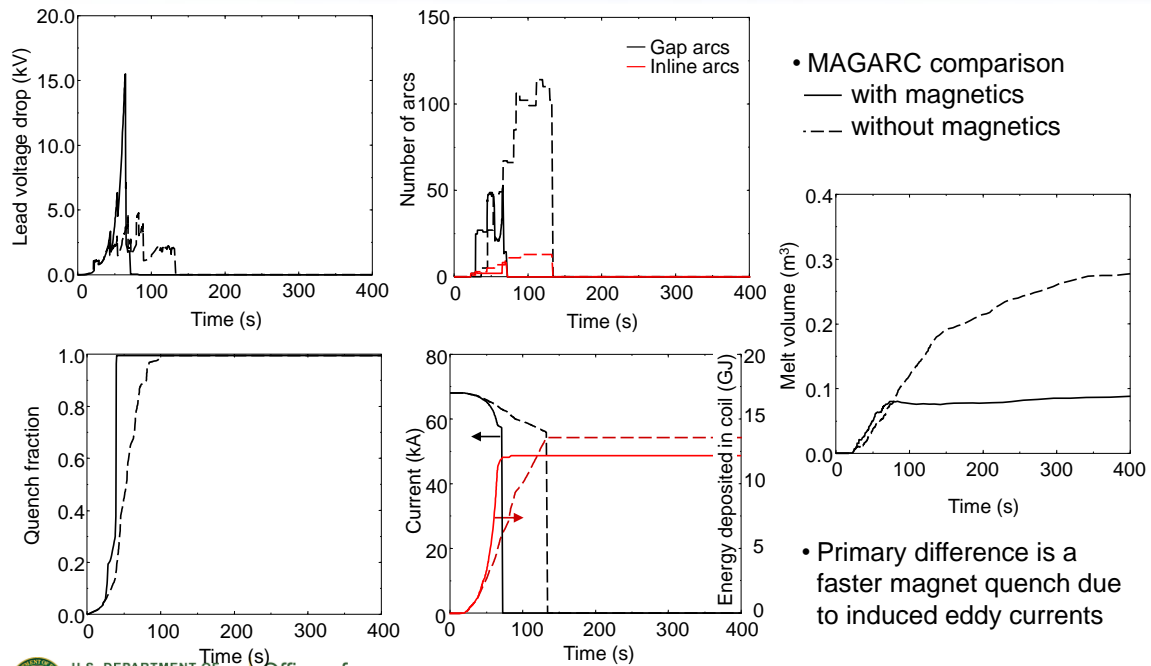 20.0
15.0
10.0
5.0
0.0
Lead voltage drop (kV)
0 100 200 300 400
Time (s)
150
100
50
0
Number of arcs
Gap arcs
Inline arcs
0 100 200 300 400
Time (s)
• MAGARC comparison
with magnetics
without magnetics
1.0
0.8
0.6
0.4
0.2
0.0
Quench fraction
0 100 200 300 400
Time (s)
80
60
40
20
0
Current (kA)
20
15
10
5
0
Energy deposited in coil (GJ)
0 100 200 300 400
Time (s)
0.4
0.3
0.2
0.1
0.0
Melt volume (m³)
0 100 200 300 400
Time (s)
• Primary difference is a
faster magnet quench due
to induced eddy currents
U.S. DEPARTMENT OF